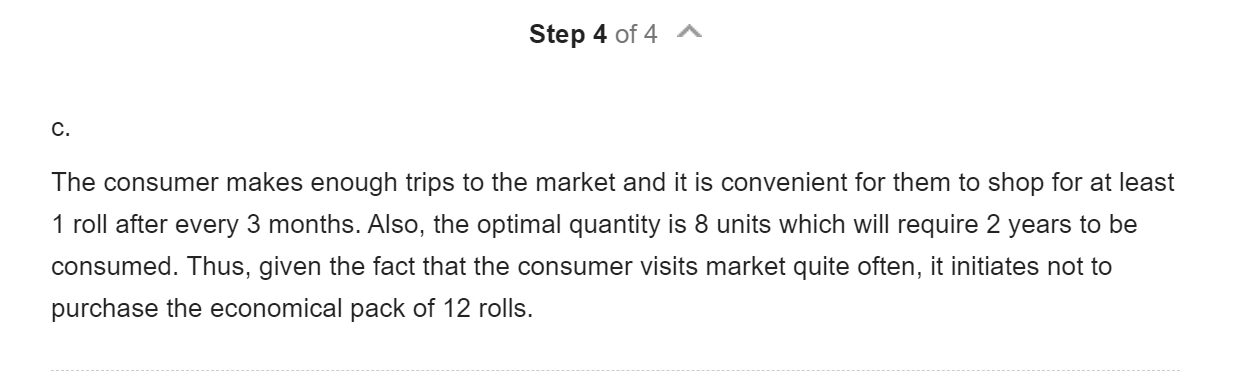 Step 4 of 4
c.
The consumer makes enough trips to the market and it is convenient for them to shop for at least
1 roll after every 3 months. Also, the optimal quantity is 8 units which will require 2 years to be
consumed. Thus, given the fact that the consumer visits market quite often, it initiates not to
purchase the economical pack of 12 rolls.